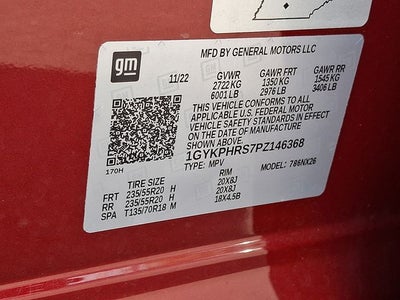 gm
MFD BY GENERAL MOTORS LLC
11/22
GVWR GAWR FRT GAWR RR
2722 KG 1350 KG 1545 KG
6001 LB 2976 LB 3406 LB
THIS VEHICLE CONFORMS TO ALL
APPLICABLE U.S. FEDERAL MOTOR
VEHICLE SAFETY STANDARDS IN
EFFECT ON THE DATE OF
MANUFACTURE SHOWN ABOVE.
1GYKPHRS7PZ146368
170H
TYPE: MPV MODEL: 786NX26
TIRE SIZE RIM
FRT 235/55R20 H 20X8J
RR 235/55R20 H 20X8J
SPA T135/70R18 M 18X4.5B